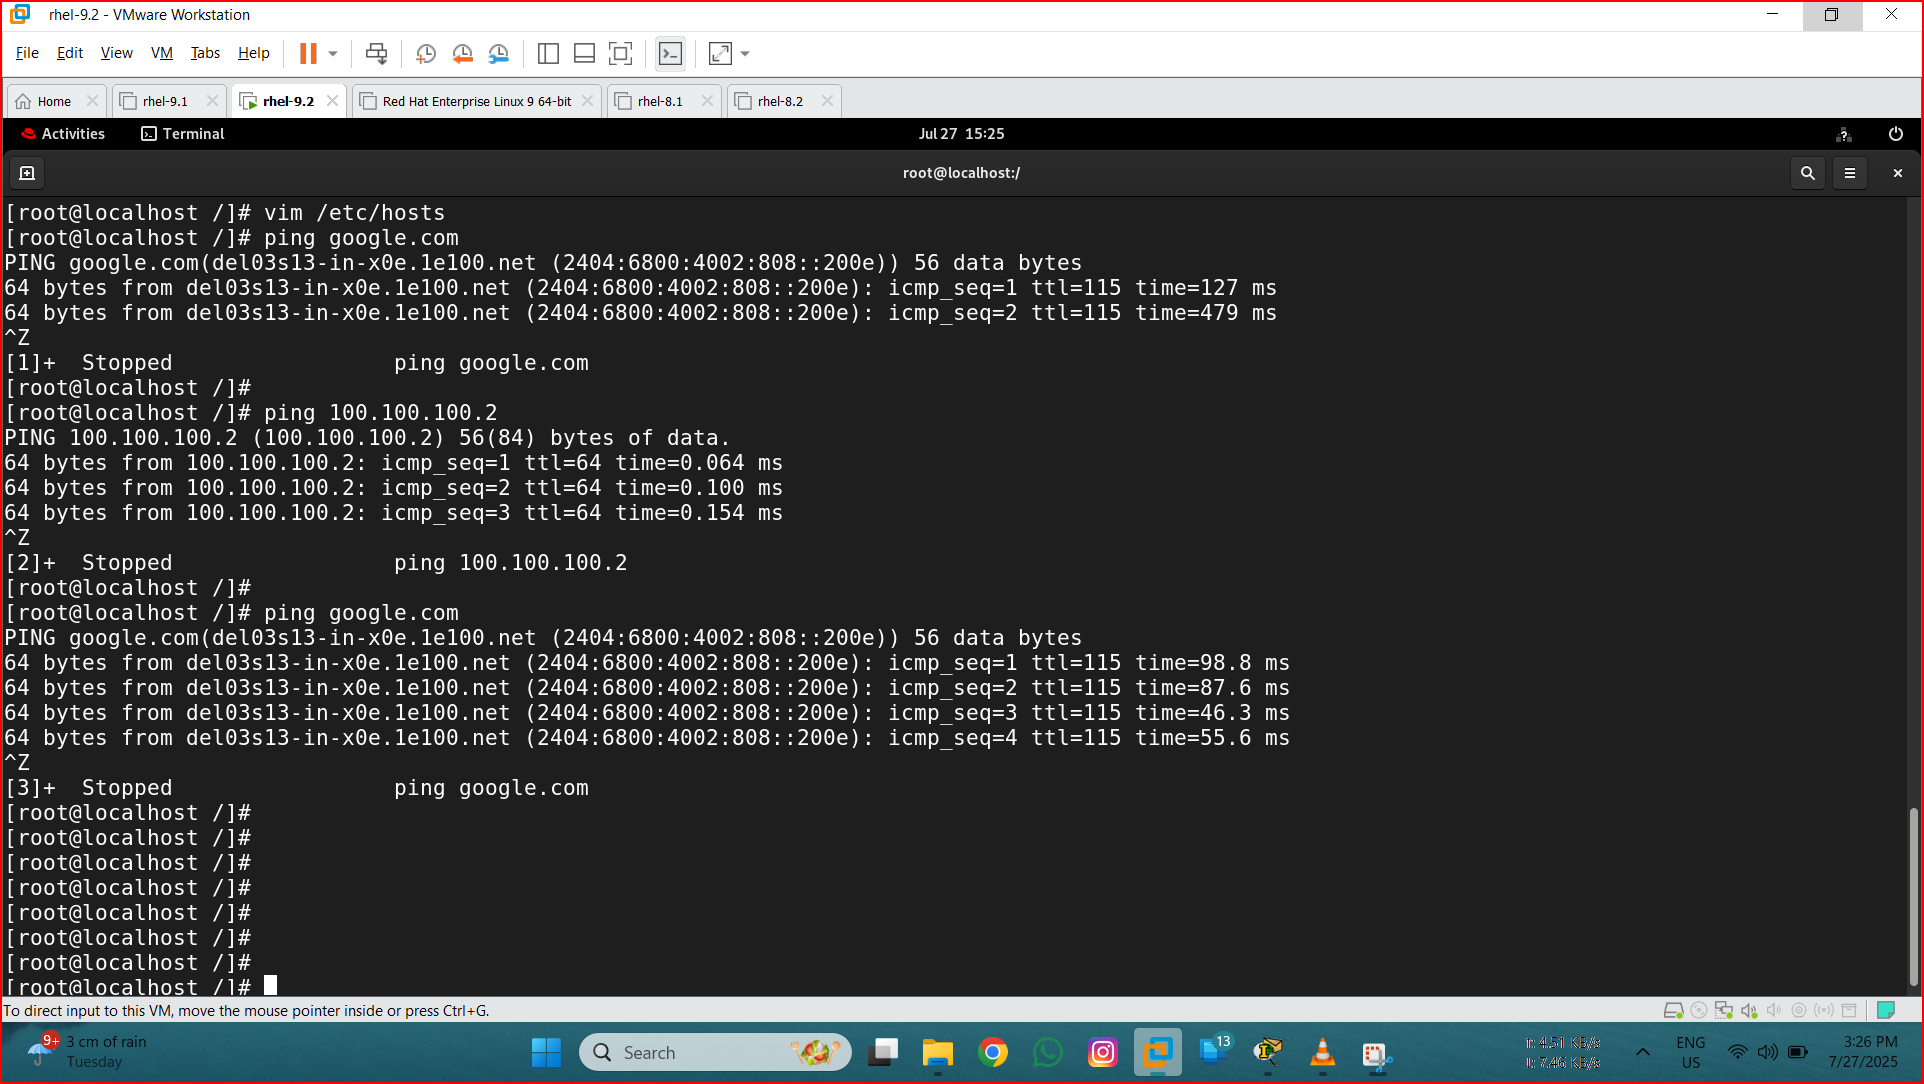 rhel-9.2 - VMware Workstation
File Edit View VM Tabs Help
Home rhel-9.1 rhel-9.2 Red Hat Enterprise Linux 9 64-bit rhel-8.1 rhel-8.2
Activities Terminal Jul 27 15:25
root@localhost:/
[root@localhost /]# vim /etc/hosts
[root@localhost /]# ping google.com
PING google.com(del03s13-in-x0e.1e100.net (2404:6800:4002:808::200e)) 56 data bytes
64 bytes from del03s13-in-x0e.1e100.net (2404:6800:4002:808::200e): icmp_seq=1 ttl=115 time=127 ms
64 bytes from del03s13-in-x0e.1e100.net (2404:6800:4002:808::200e): icmp_seq=2 ttl=115 time=479 ms
^Z
[1]+  Stopped                 ping google.com
[root@localhost /]#
[root@localhost /]# ping 100.100.100.2
PING 100.100.100.2 (100.100.100.2) 56(84) bytes of data.
64 bytes from 100.100.100.2: icmp_seq=1 ttl=64 time=0.064 ms
64 bytes from 100.100.100.2: icmp_seq=2 ttl=64 time=0.100 ms
64 bytes from 100.100.100.2: icmp_seq=3 ttl=64 time=0.154 ms
^Z
[2]+  Stopped                 ping 100.100.100.2
[root@localhost /]#
[root@localhost /]# ping google.com
PING google.com(del03s13-in-x0e.1e100.net (2404:6800:4002:808::200e)) 56 data bytes
64 bytes from del03s13-in-x0e.1e100.net (2404:6800:4002:808::200e): icmp_seq=1 ttl=115 time=98.8 ms
64 bytes from del03s13-in-x0e.1e100.net (2404:6800:4002:808::200e): icmp_seq=2 ttl=115 time=87.6 ms
64 bytes from del03s13-in-x0e.1e100.net (2404:6800:4002:808::200e): icmp_seq=3 ttl=115 time=46.3 ms
64 bytes from del03s13-in-x0e.1e100.net (2404:6800:4002:808::200e): icmp_seq=4 ttl=115 time=55.6 ms
^Z
[3]+  Stopped                 ping google.com
[root@localhost /]#
[root@localhost /]#
[root@localhost /]#
[root@localhost /]#
[root@localhost /]#
[root@localhost /]#
[root@localhost /]#
[root@localhost /]#
To direct input to this VM, move the mouse pointer inside or press Ctrl+G.
9+ 3 cm of rain
Tuesday
Search
13
4.51 KB/s
7.46 KB/s
ENG
US
3:26 PM
7/27/2025